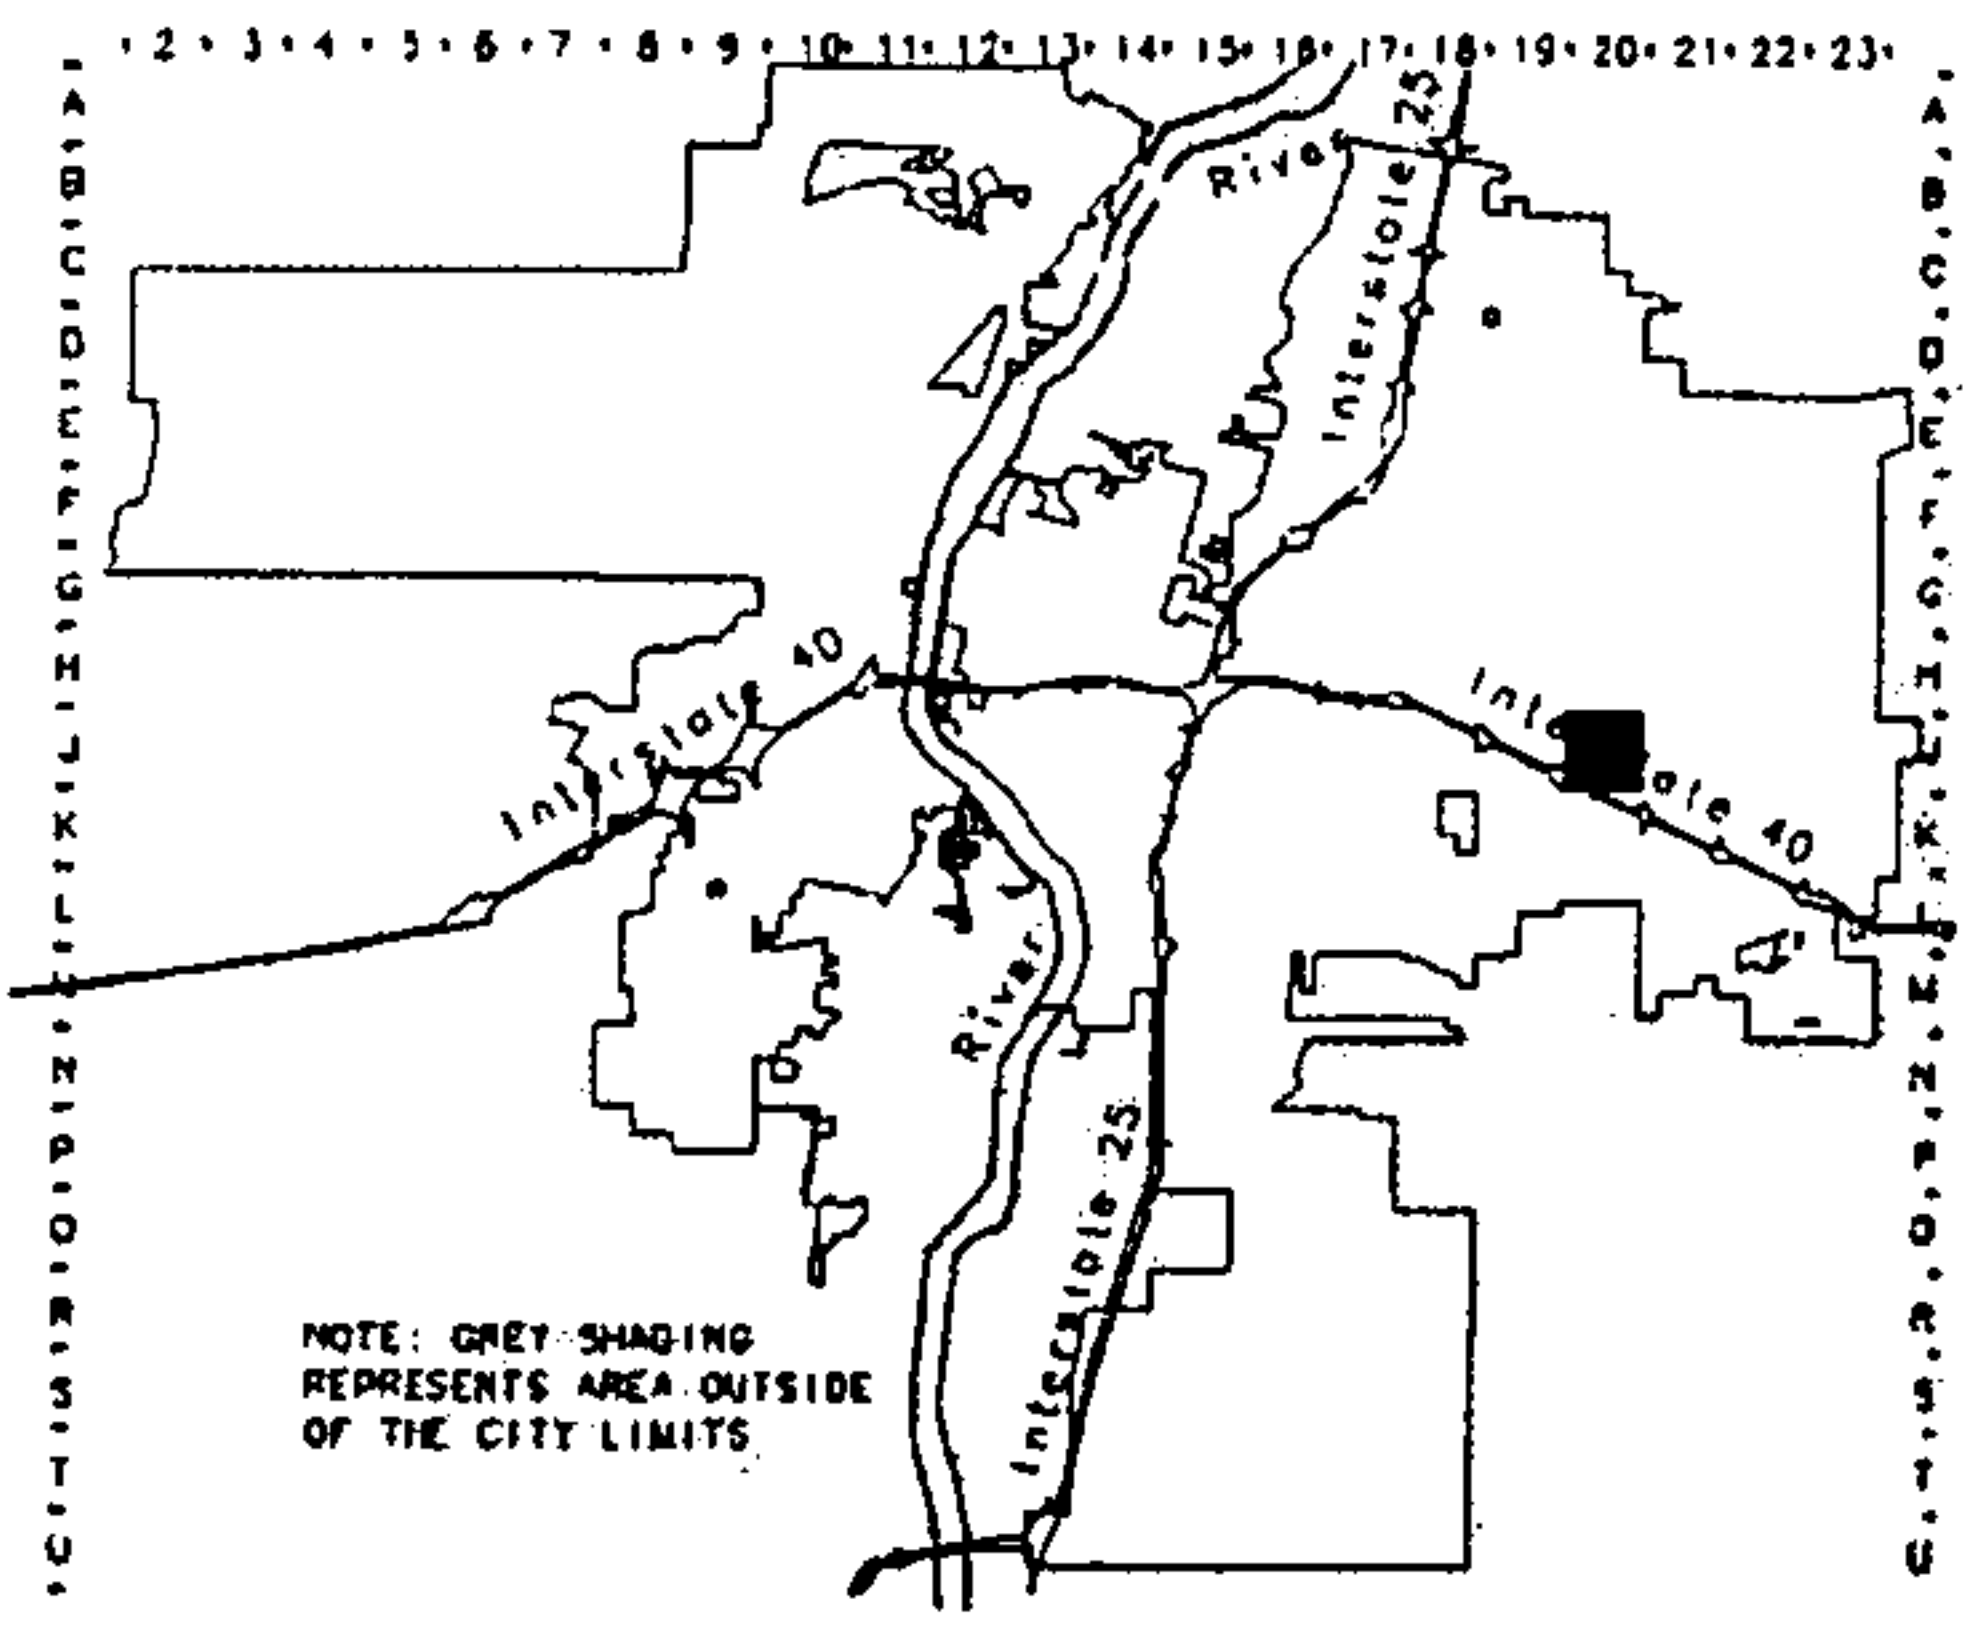 2 3 4 5 6 7 8 9 10 11 12 13 14 15 16 17 18 19 20 21 22 23
A A
B B
C C
D D
E E
F F
G G
H H
J J
K K
L L
M M
N N
P P
Q Q
R R
S S
T T
U U
River
Interstate 25
Interstate 40
Interstate 40
River
Interstate 25
NOTE: GREY SHADING
REPRESENTS AREA OUTSIDE
OF THE CITY LIMITS